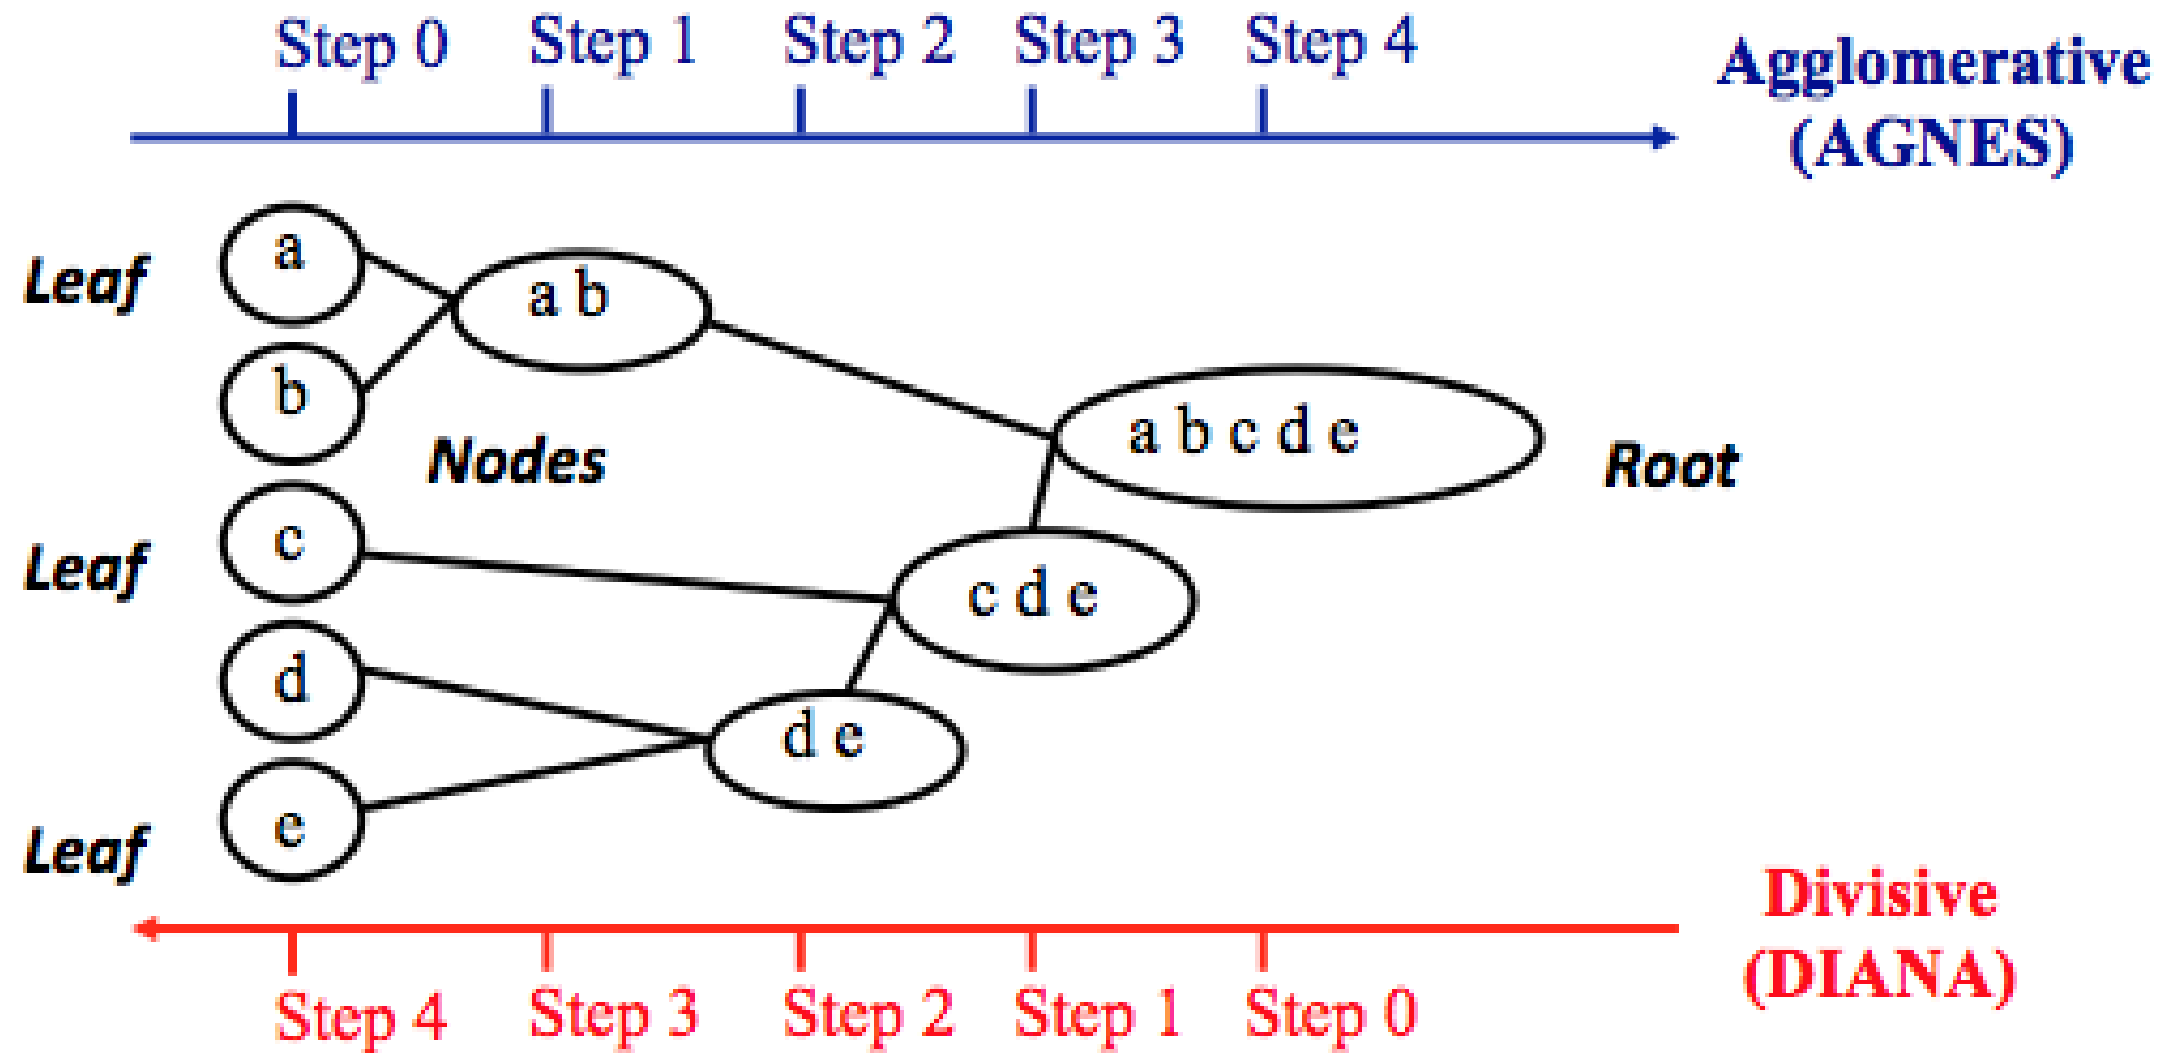 Step 0 Step 1 Step 2 Step 3 Step 4
Agglomerative
(AGNES)
Leaf
a
a b
b
a b c d e
Nodes
Root
Leaf
c
c d e
d
d e
Leaf
e
Divisive
(DIANA)
Step 4 Step 3 Step 2 Step 1 Step 0